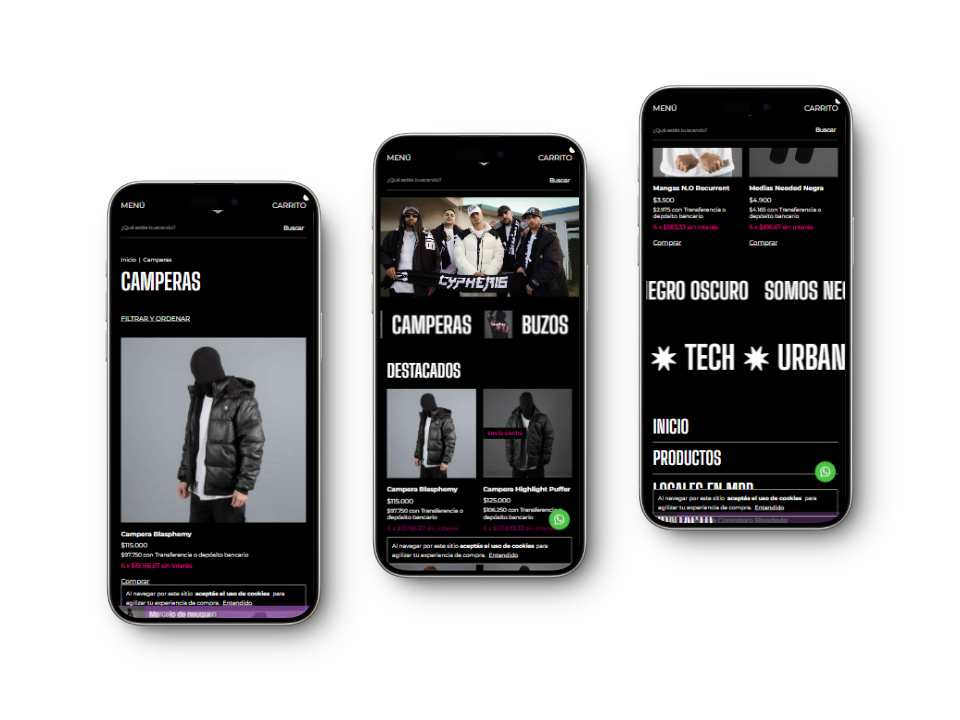 MENÚ
CARRITO
¿Qué estás buscando?
Buscar
Inicio | Camperas
CAMPERAS
FILTRAR Y ORDENAR
Campera Blasphemy
$115.000
$97.750 con Transferencia o depósito bancario
6 x $19.166,67 sin interés
Comprar
Al navegar por este sitio aceptás el uso de cookies para
agilizar tu experiencia de compra. Entendido
Marcelo de neuquen
MENÚ
CARRITO
¿Qué estás buscando?
Buscar
CYPHER16
CAMPERAS
BUZOS
DESTACADOS
ENVÍO GRATIS
Campera Blasphemy
$115.000
$97.750 con Transferencia o
depósito bancario
6 x $19.166,67 sin interés
Campera Highlight Puffer
$125.000
$106.250 con Transferencia o
depósito bancario
6 x $20.833,33 sin interés
Al navegar por este sitio aceptás el uso de cookies para
agilizar tu experiencia de compra. Entendido
MENÚ
CARRITO
¿Qué estás buscando?
Buscar
Mangas N.O Recurrent
$3.500
$2.975 con Transferencia o
depósito bancario
6 x $583,33 sin interés
Comprar
Medias Needed Negra
$4.900
$4.165 con Transferencia o
depósito bancario
6 x $816,67 sin interés
Comprar
EGRO OSCURO SOMOS NE
TECH URBAN
INICIO
PRODUCTOS
LOCALES EN MDP
Al navegar por este sitio aceptás el uso de cookies para
agilizar tu experiencia de compra. Entendido
CONTACTO
Comodoro Rivadavia